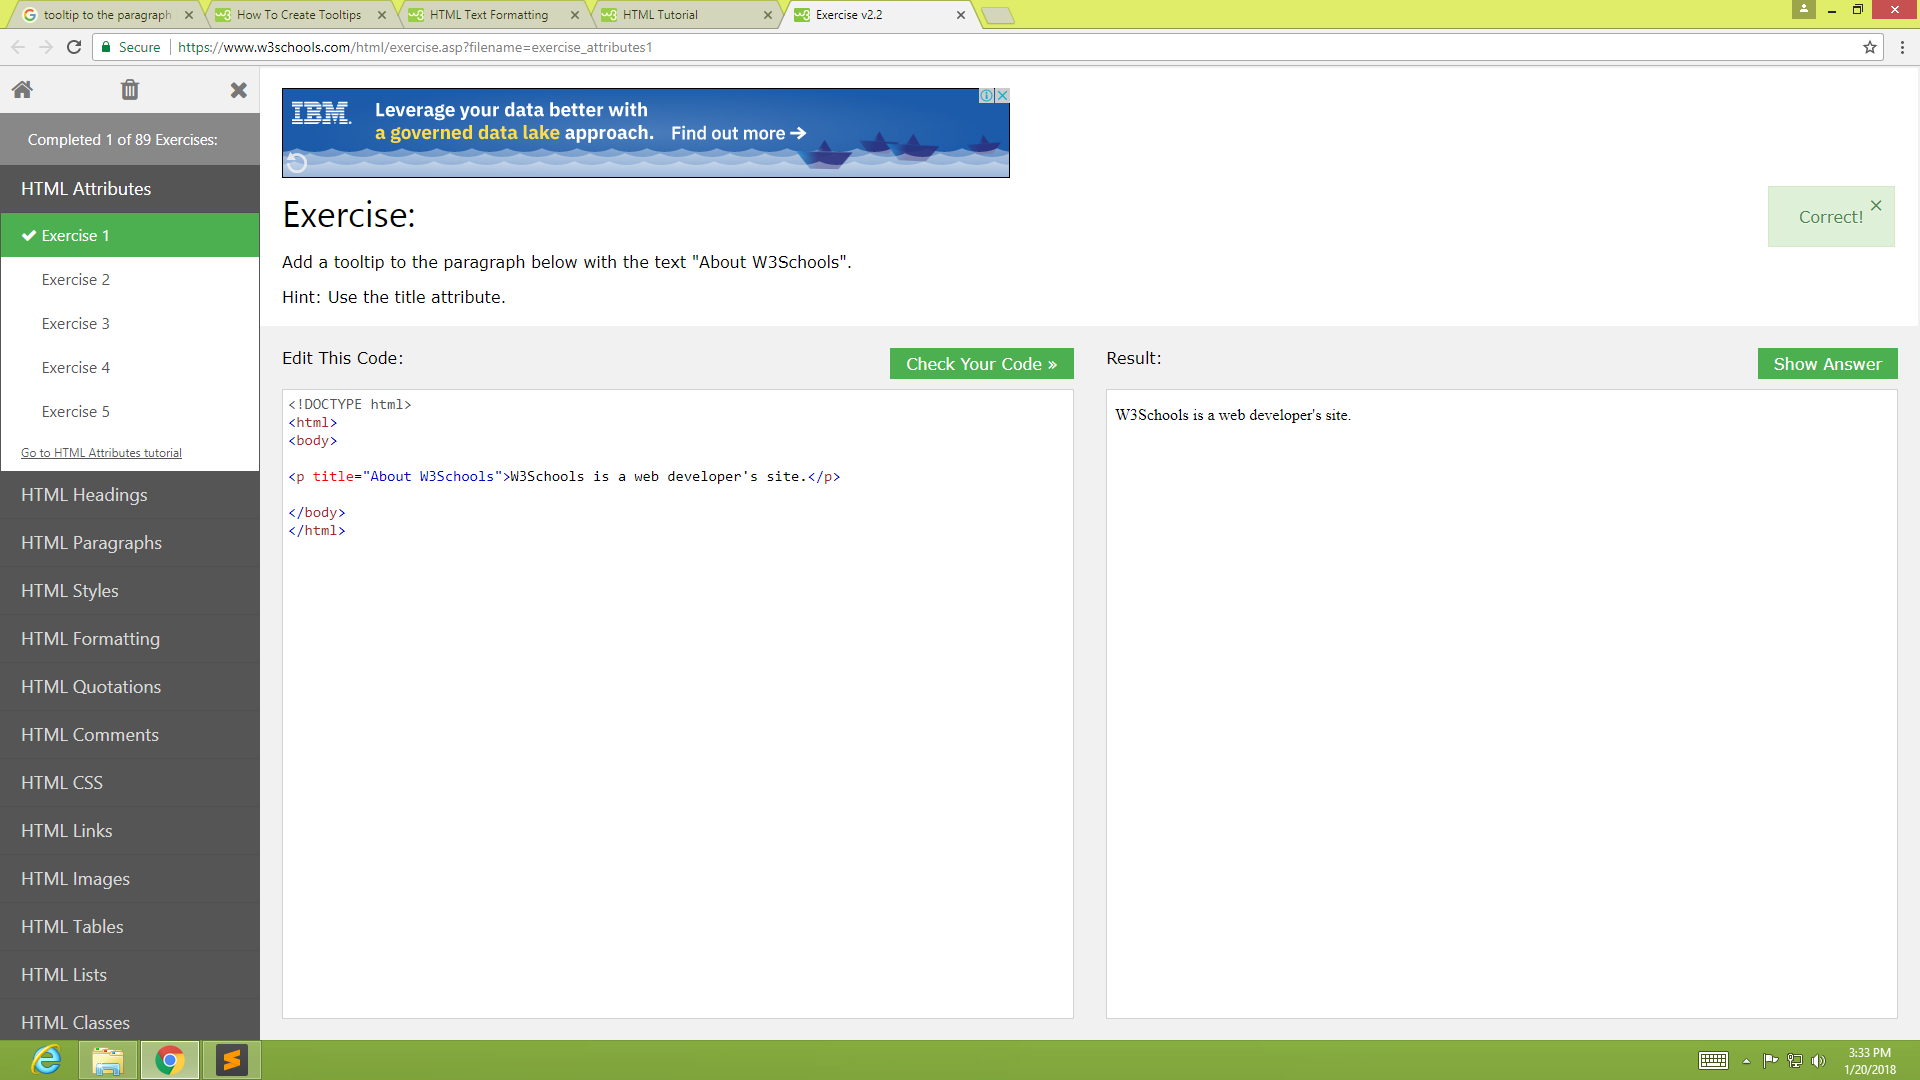 tooltip to the paragraph
How To Create Tooltips
HTML Text Formatting
HTML Tutorial
Exercise v2.2
Secure
https://www.w3schools.com/html/exercise.asp?filename=exercise_attributes1
Completed 1 of 89 Exercises:
HTML Attributes
Exercise 1
Exercise 2
Exercise 3
Exercise 4
Exercise 5
Go to HTML Attributes tutorial
HTML Headings
HTML Paragraphs
HTML Styles
HTML Formatting
HTML Quotations
HTML Comments
HTML CSS
HTML Links
HTML Images
HTML Tables
HTML Lists
HTML Classes
IBM.
Leverage your data better with
a governed data lake approach. Find out more →
Exercise:
Correct!
Add a tooltip to the paragraph below with the text "About W3Schools".
Hint: Use the title attribute.
Edit This Code:
Check Your Code »
<!DOCTYPE html>
<html>
<body>
<p title="About W3Schools">W3Schools is a web developer's site.</p>
</body>
</html>
Result:
Show Answer
W3Schools is a web developer's site.
3:33 PM
1/20/2018